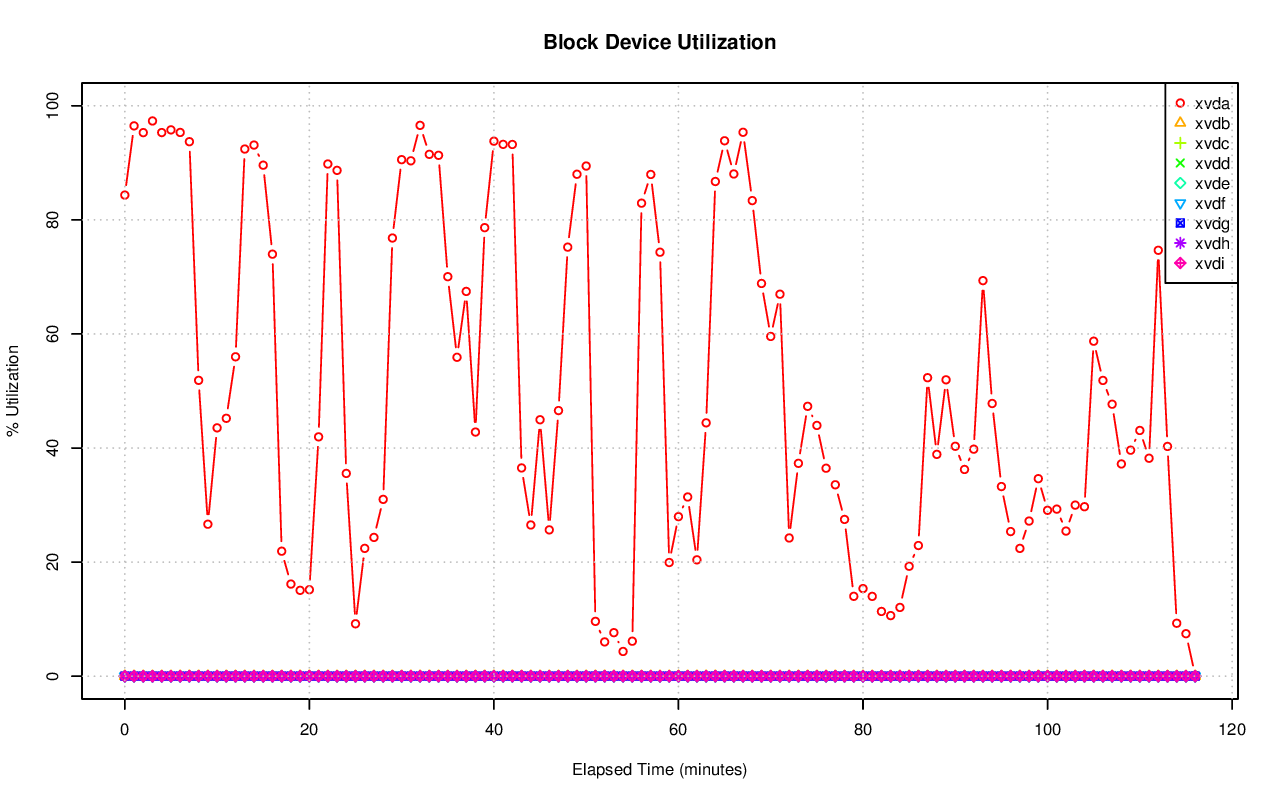 Block Device Utilization
% Utilization
100
80
60
40
20
0
0 20 40 60 80 100 120
Elapsed Time (minutes)
xvda
xvdb
xvdc
xvdd
xvde
xvdf
xvdg
xvdh
xvdi